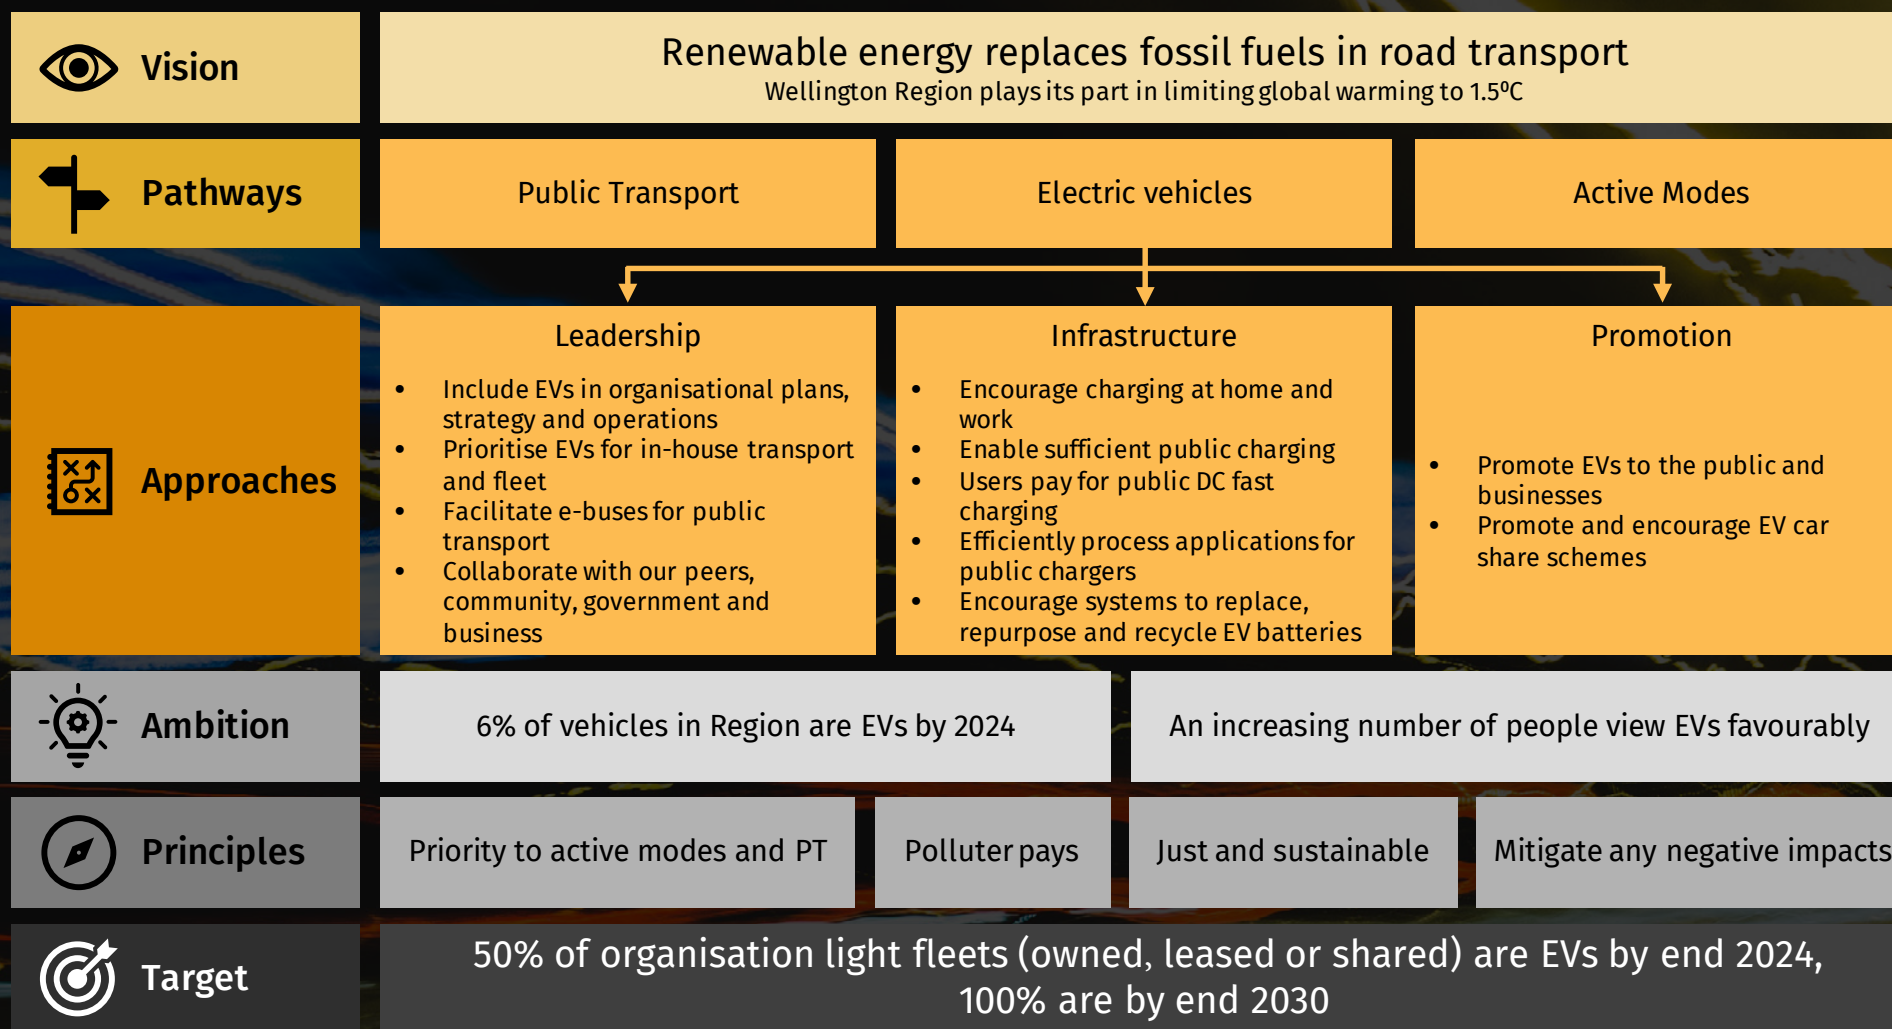 Vision
Renewable energy replaces fossil fuels in road transport
Wellington Region plays its part in limiting global warming to 1.5⁰C
Pathways
Public Transport
Electric vehicles
Active Modes
Approaches
Leadership
• Include EVs in organisational plans,
strategy and operations
• Prioritise EVs for in-house transport
and fleet
• Facilitate e-buses for public
transport
• Collaborate with our peers,
community, government and
business
Infrastructure
• Encourage charging at home and
work
• Enable sufficient public charging
• Users pay for public DC fast
charging
• Efficiently process applications for
public chargers
• Encourage systems to replace,
repurpose and recycle EV batteries
Promotion
• Promote EVs to the public and
businesses
• Promote and encourage EV car
share schemes
Ambition
6% of vehicles in Region are EVs by 2024
An increasing number of people view EVs favourably
Principles
Priority to active modes and PT
Polluter pays
Just and sustainable
Mitigate any negative impacts
Target
50% of organisation light fleets (owned, leased or shared) are EVs by end 2024,
100% are by end 2030